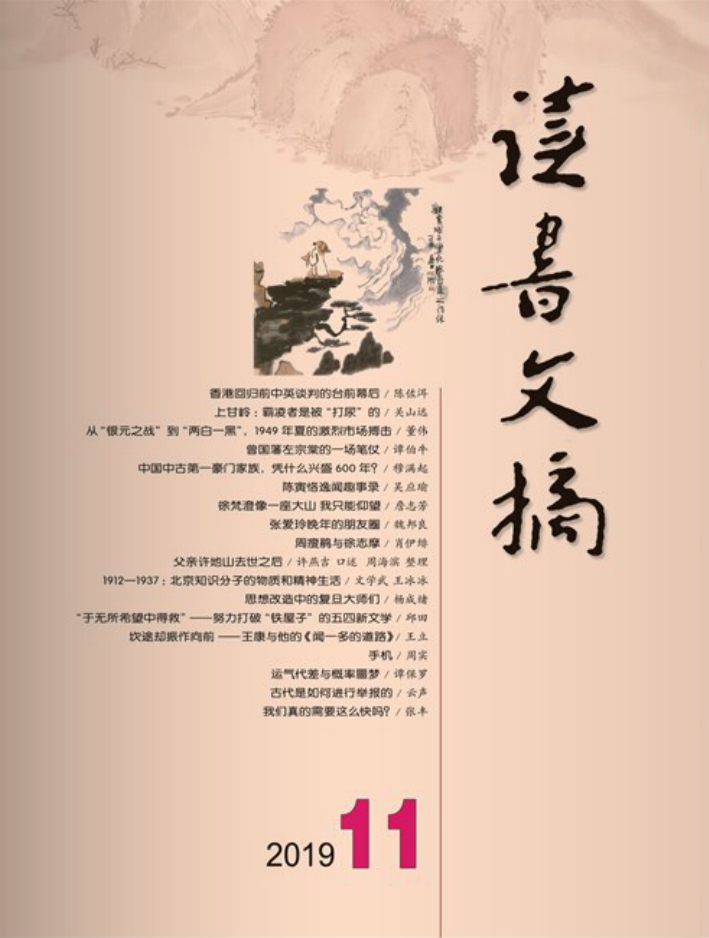 读书文摘
香港回归前中英谈判的台前幕后 / 陈佐洱
上甘岭：霸凌者是被“打尿”的 / 关山远
从“银元之战”到“两白一黑”，1949 年夏的激烈市场搏击 / 董伟
曾国藩左宗棠的一场笔仗 / 谭伯牛
中国中古第一豪门家族，凭什么兴盛 600 年？ / 穆满起
陈寅恪逸闻趣事录 / 吴应瑜
徐梵澄像一座大山 我只能仰望 / 詹志芳
张爱玲晚年的朋友圈 / 魏邦良
周瘦鹃与徐志摩 / 肖伊绯
父亲许地山去世之后 / 许燕吉 口述 周海滨 整理
1912—1937：北京知识分子的物质和精神生活 / 文学武 王冰冰
思想改造中的复旦大师们 / 杨成绪
“于无所希望中得救”——努力打破“铁屋子”的五四新文学 / 邱田
坎途却振作向前 ——王康与他的《闻一多的道路》/ 王立
手机 / 周实
运气代差与概率噩梦 / 谭保罗
古代是如何进行举报的 / 云声
我们真的需要这么快吗？ / 张丰
2019 11